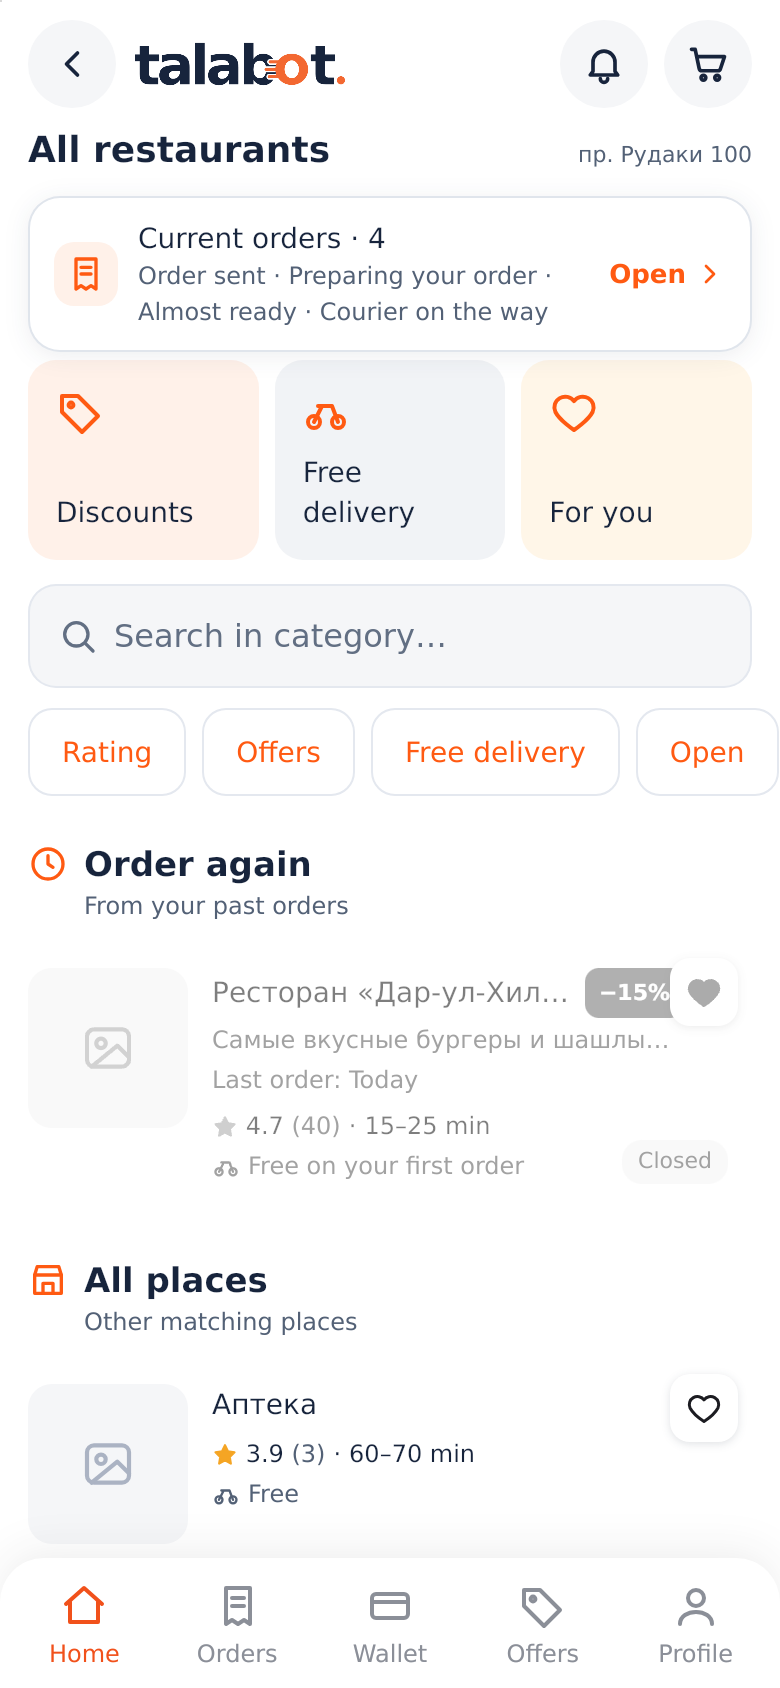 talabot.
All restaurants
пр. Рудаки 100
Current orders · 4
Order sent · Preparing your order ·
Almost ready · Courier on the way
Open
Discounts
Free
delivery
For you
Search in category...
Rating
Offers
Free delivery
Open
Order again
From your past orders
Ресторан «Дар-ул-Хил...
−15%
Самые вкусные бургеры и шашлы...
Last order: Today
4.7 (40) · 15–25 min
Free on your first order
Closed
All places
Other matching places
Аптека
3.9 (3) · 60–70 min
Free
Home
Orders
Wallet
Offers
Profile